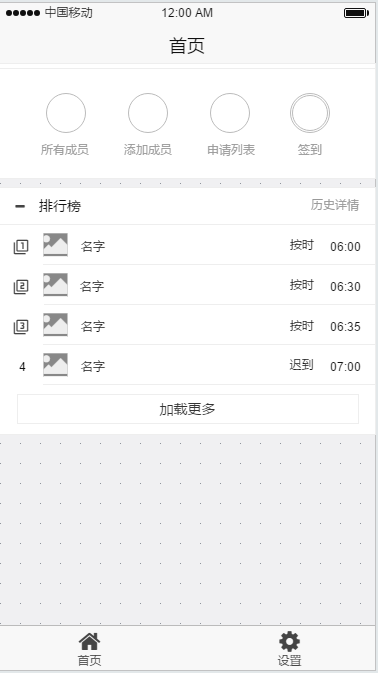 中国移动 12:00 AM
首页
所有成员 添加成员 申请列表 签到
排行榜 历史详情
1 名字 按时 06:00
2 名字 按时 06:30
3 名字 按时 06:35
4 名字 迟到 07:00
加载更多
首页 设置